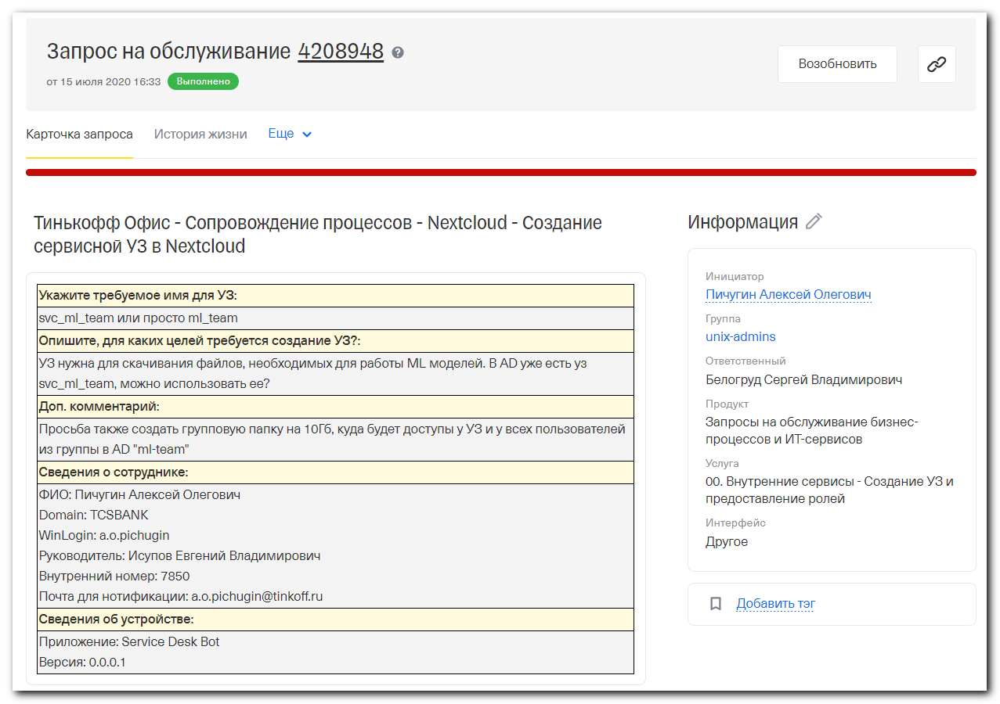 Запрос на обслуживание 4208948 ?
от 15 июля 2020 16:33 Выполнено
Возобновить
Карточка запроса История жизни Еще
Тинькофф Офис - Сопровождение процессов - Nextcloud - Создание
сервисной УЗ в Nextcloud
Укажите требуемое имя для УЗ:
svc_ml_team или просто ml_team
Опишите, для каких целей требуется создание УЗ?:
УЗ нужна для скачивания файлов, необходимых для работы ML моделей. В AD уже есть уз
svc_ml_team, можно использовать ее?
Доп. комментарий:
Просьба также создать групповую папку на 10Гб, куда будет доступы у УЗ и у всех пользователей
из группы в AD "ml-team"
Сведения о сотруднике:
ФИО: Пичугин Алексей Олегович
Domain: TCSBANK
WinLogin: a.o.pichugin
Руководитель: Исупов Евгений Владимирович
Внутренний номер: 7850
Почта для нотификации: a.o.pichugin@tinkoff.ru
Сведения об устройстве:
Приложение: Service Desk Bot
Версия: 0.0.0.1
Информация
Инициатор
Пичугин Алексей Олегович
Группа
unix-admins
Ответственный
Белогруд Сергей Владимирович
Продукт
Запросы на обслуживание бизнес-
процессов и ИТ-сервисов
Услуга
00. Внутренние сервисы - Создание УЗ и
предоставление ролей
Интерфейс
Другое
Добавить тэг